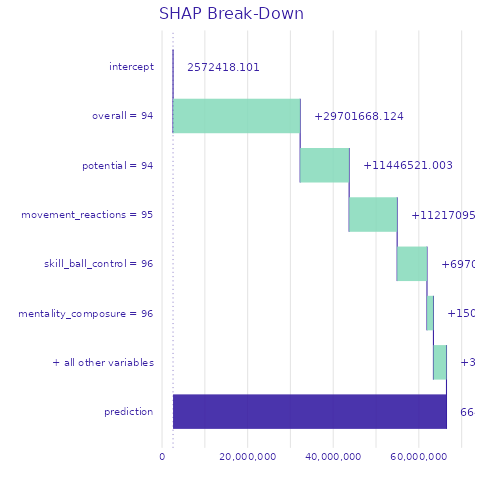 SHAP Break-Down
intercept 2572418.101
overall = 94 +29701668.124
potential = 94 +11446521.003
movement_reactions = 95 +11217095
skill_ball_control = 96 +6970
mentality_composure = 96 +150
+ all other variables +3
prediction 66
0 20,000,000 40,000,000 60,000,000